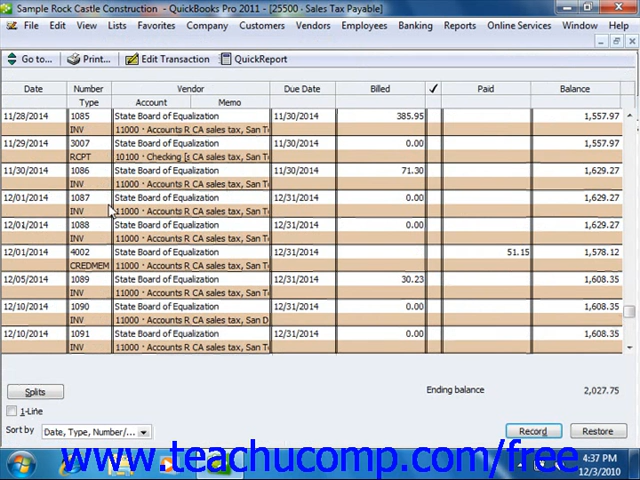 Sample Rock Castle Construction - QuickBooks Pro 2011 - [25500 · Sales Tax Payable]
File Edit View Lists Favorites Company Customers Vendors Employees Banking Reports Online Services Window Help
Go to... Print... Edit Transaction QuickReport
Date Number Vendor Due Date Billed ✓ Paid Balance
Type Account Memo
11/28/2014 1085 State Board of Equalization 11/30/2014 385.95 1,557.97
INV 11000 · Accounts R CA sales tax, San T
11/29/2014 3007 State Board of Equalization 11/30/2014 0.00 1,557.97
RCPT 10100 · Checking [s CA sales tax, San T
11/30/2014 1086 State Board of Equalization 11/30/2014 71.30 1,629.27
INV 11000 · Accounts R CA sales tax, San T
12/01/2014 1087 State Board of Equalization 12/31/2014 0.00 1,629.27
INV 11000 · Accounts R CA sales tax, San T
12/01/2014 1088 State Board of Equalization 12/31/2014 0.00 1,629.27
INV 11000 · Accounts R CA sales tax, San T
12/01/2014 4002 State Board of Equalization 12/31/2014 51.15 1,578.12
CREDMEM 11000 · Accounts R CA sales tax, San T
12/05/2014 1089 State Board of Equalization 12/31/2014 30.23 1,608.35
INV 11000 · Accounts R CA sales tax, San T
12/10/2014 1090 State Board of Equalization 12/31/2014 0.00 1,608.35
INV 11000 · Accounts R CA sales tax, San D
12/10/2014 1091 State Board of Equalization 12/31/2014 0.00 1,608.35
INV 11000 · Accounts R CA sales tax, San T
Splits Ending balance 2,027.75
1-Line
Sort by Date, Type, Number/... Record Restore
www.teachucomp.com/free
4:37 PM
12/3/2010